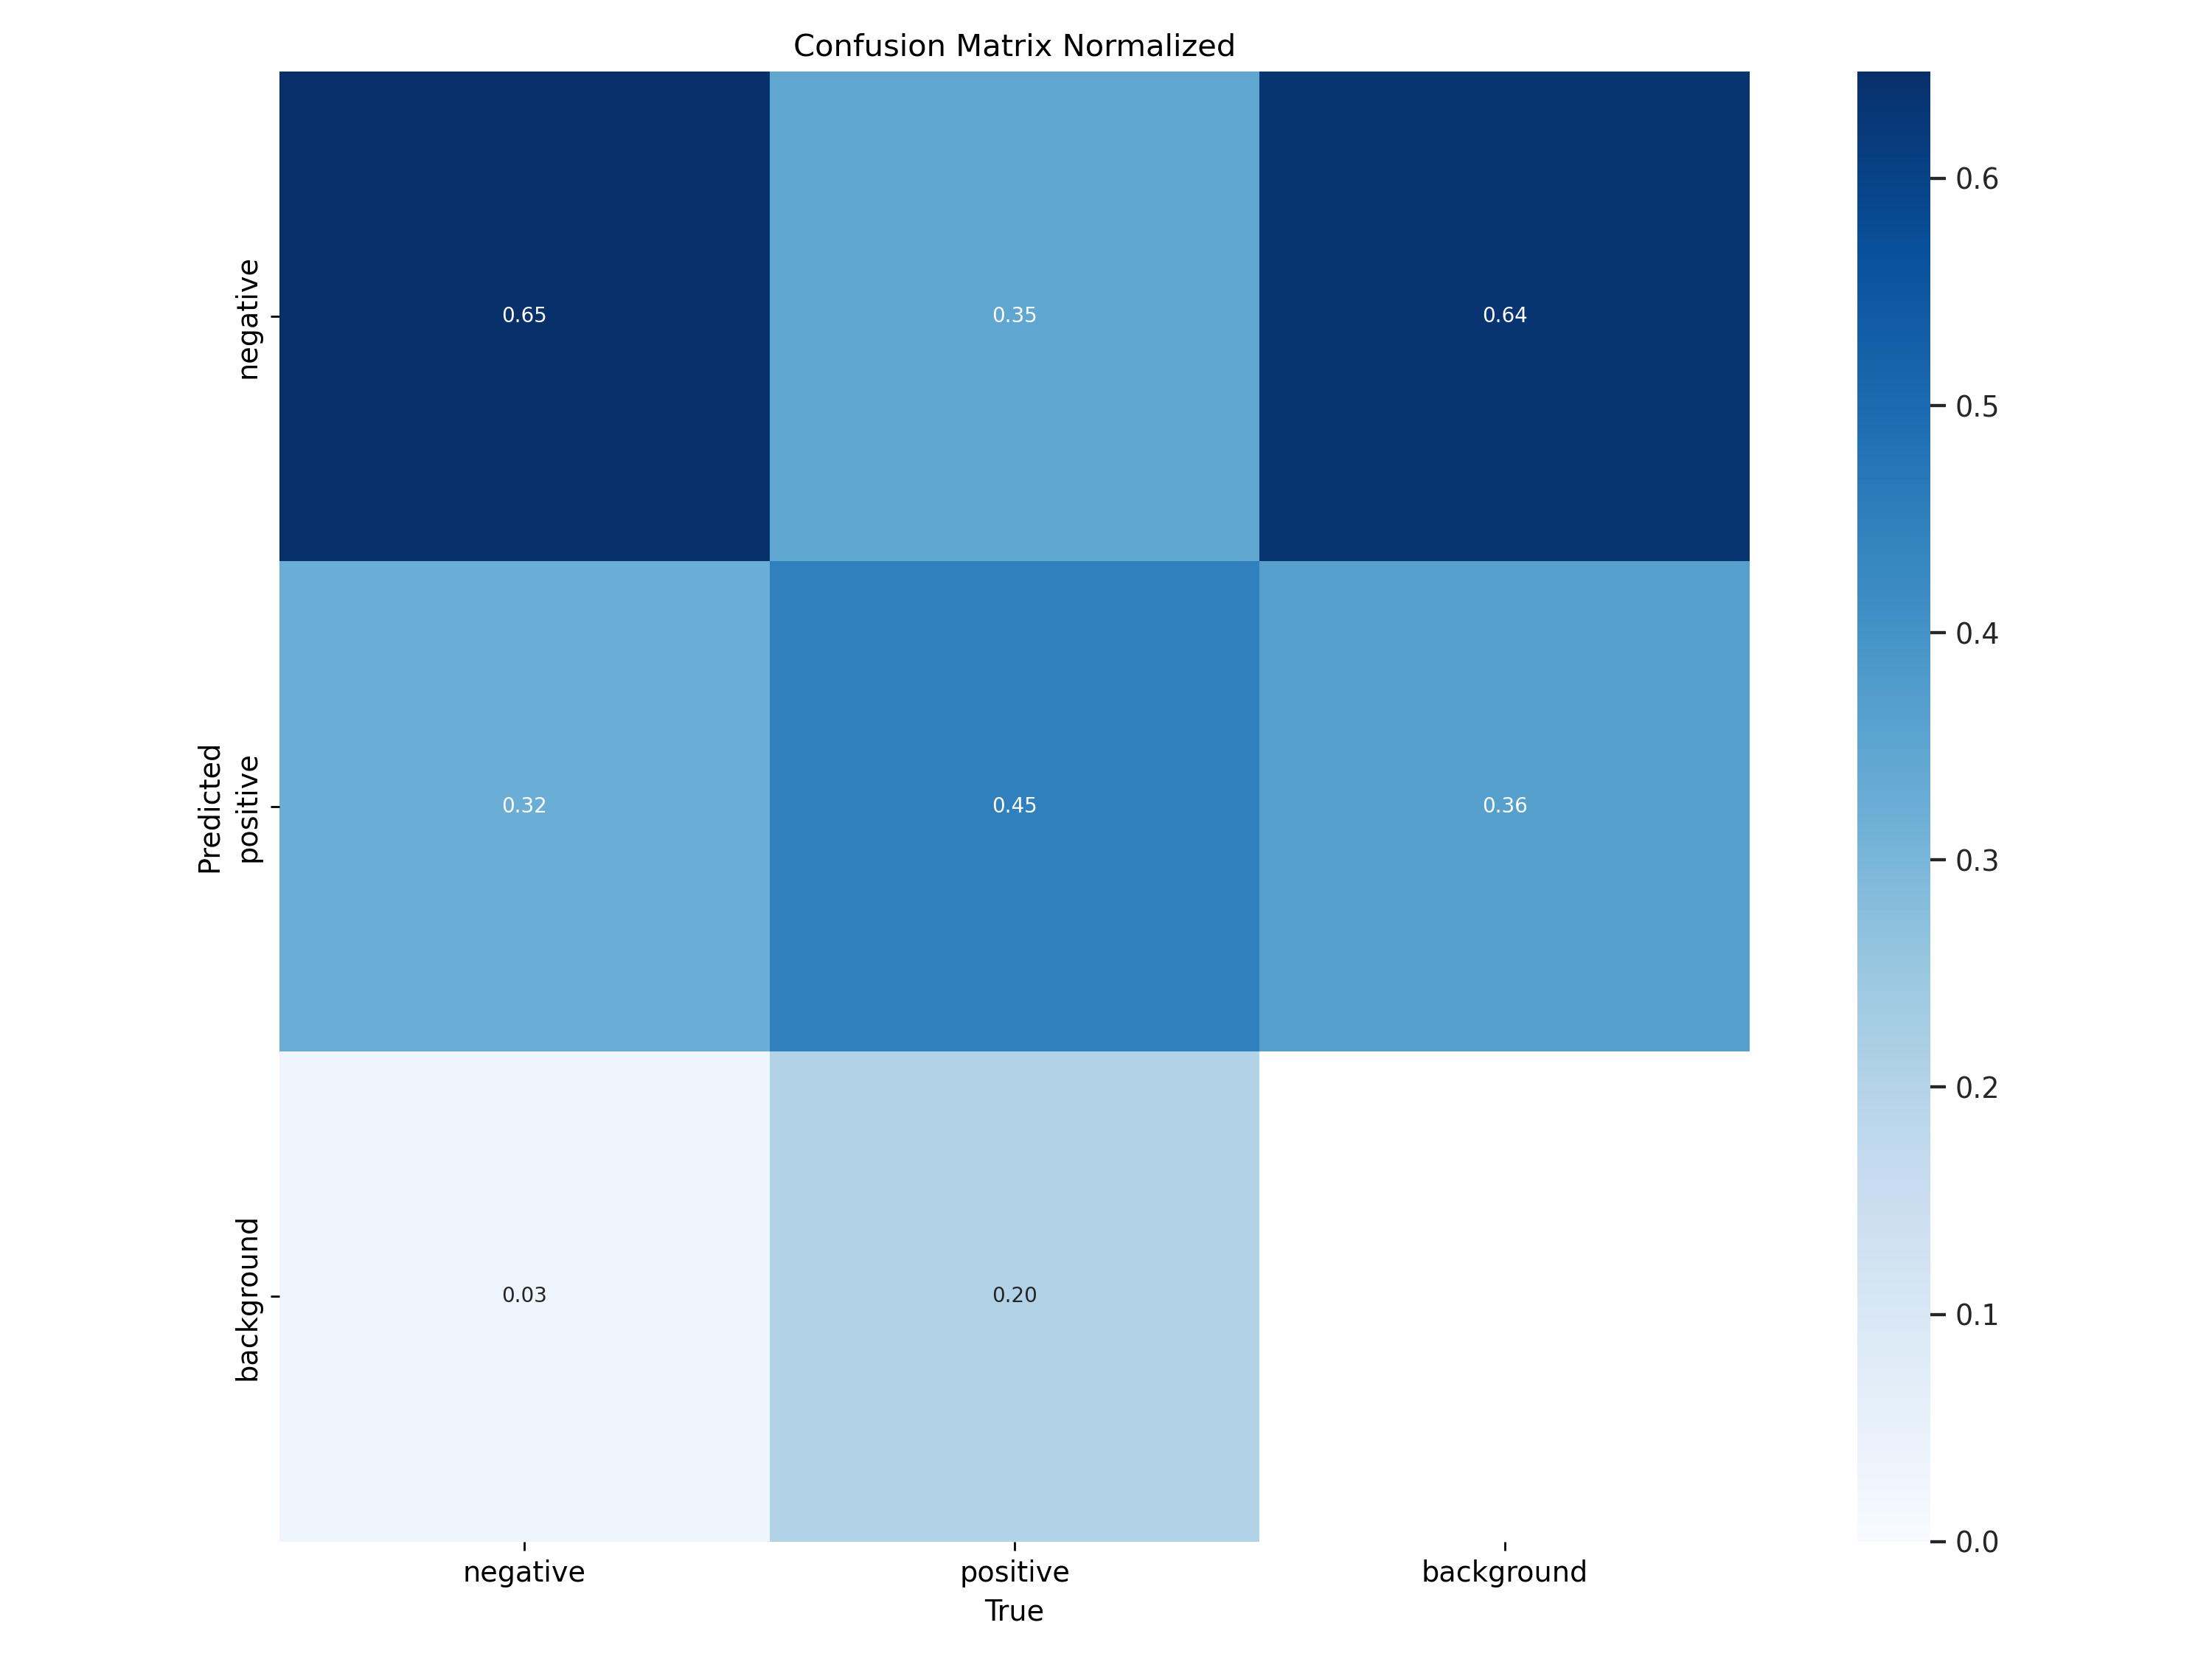 Confusion Matrix Normalized
negative
0.65
0.35
0.64
Predicted
positive
0.32
0.45
0.36
background
0.03
0.20
negative
positive
background
True
0.6
0.5
0.4
0.3
0.2
0.1
0.0